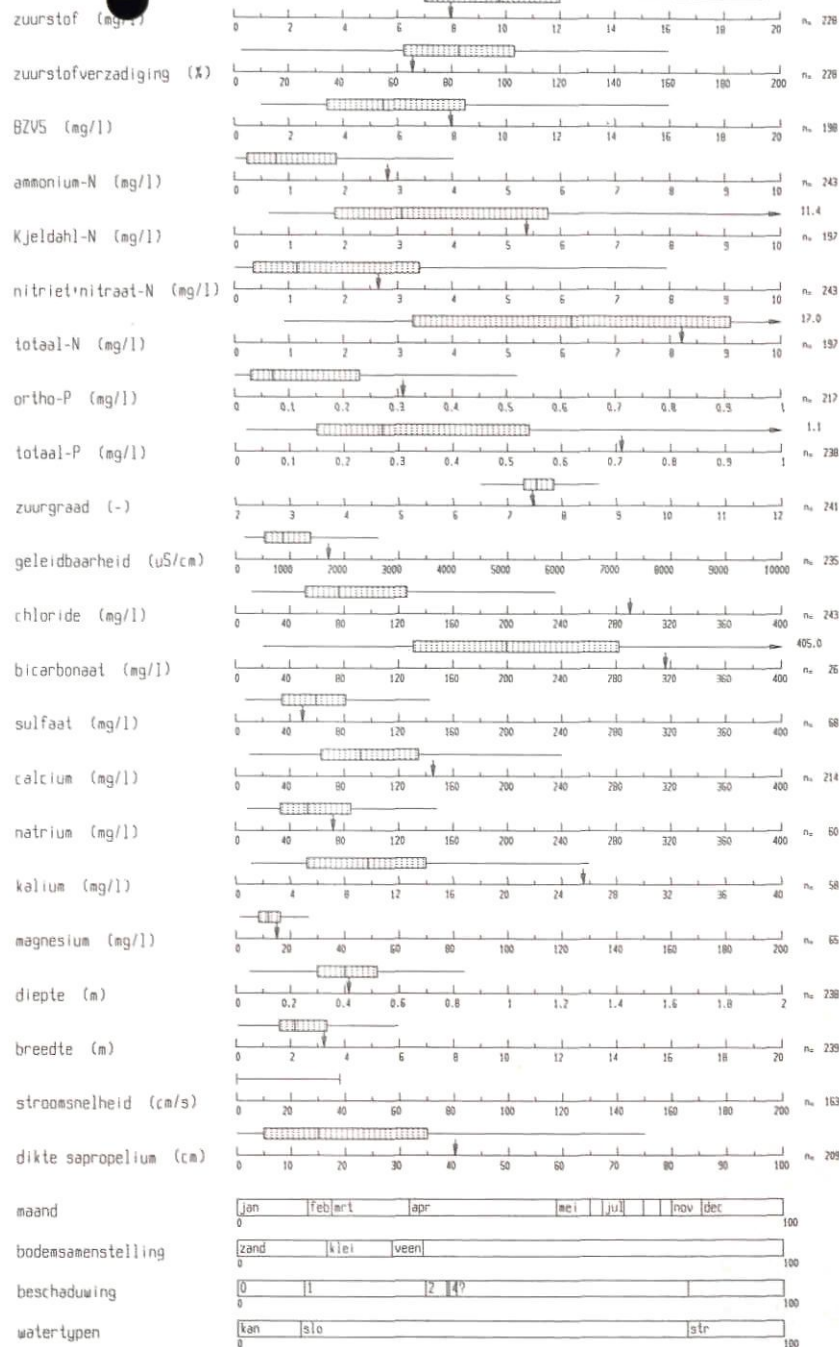 zuurstof (mg/l) 0 2 4 6 8 10 12 14 16 18 20 n= 228
zuurstofverzadiging (%) 0 20 40 60 80 100 120 140 160 180 200 n= 228
BZV5 (mg/l) 0 2 4 6 8 10 12 14 16 18 20 n= 198
ammonium-N (mg/l) 0 1 2 3 4 5 6 7 8 9 10 n= 243
11.4
Kjeldahl-N (mg/l) 0 1 2 3 4 5 6 7 8 9 10 n= 197
nitriet+nitraat-N (mg/l) 0 1 2 3 4 5 6 7 8 9 10 n= 243
17.0
totaal-N (mg/l) 0 1 2 3 4 5 6 7 8 9 10 n= 197
ortho-P (mg/l) 0 0.1 0.2 0.3 0.4 0.5 0.6 0.7 0.8 0.9 1 n= 217
1.1
totaal-P (mg/l) 0 0.1 0.2 0.3 0.4 0.5 0.6 0.7 0.8 0.9 1 n= 238
zuurgraad (-) 2 3 4 5 6 7 8 9 10 11 12 n= 241
geleidbaarheid (uS/cm) 0 1000 2000 3000 4000 5000 6000 7000 8000 9000 10000 n= 235
chloride (mg/l) 0 40 80 120 160 200 240 280 320 360 400 n= 243
405.0
bicarbonaat (mg/l) 0 40 80 120 160 200 240 280 320 360 400 n= 26
sulfaat (mg/l) 0 40 80 120 160 200 240 280 320 360 400 n= 68
calcium (mg/l) 0 40 80 120 160 200 240 280 320 360 400 n= 214
natrium (mg/l) 0 40 80 120 160 200 240 280 320 360 400 n= 60
kalium (mg/l) 0 4 8 12 16 20 24 28 32 36 40 n= 58
magnesium (mg/l) 0 20 40 60 80 100 120 140 160 180 200 n= 65
diepte (m) 0 0.2 0.4 0.6 0.8 1 1.2 1.4 1.6 1.8 2 n= 238
breedte (m) 0 2 4 6 8 10 12 14 16 18 20 n= 239
stroomsnelheid (cm/s) 0 20 40 60 80 100 120 140 160 180 200 n= 163
dikte sapropelium (cm) 0 10 20 30 40 50 60 70 80 90 100 n= 209
maand jan feb mrt apr mei jul nov dec
0 100
bodemsamenstelling zand klei veen
0 100
beschaduwing 0 1 2 4?
0 100
watertypen kan slo str
0 100